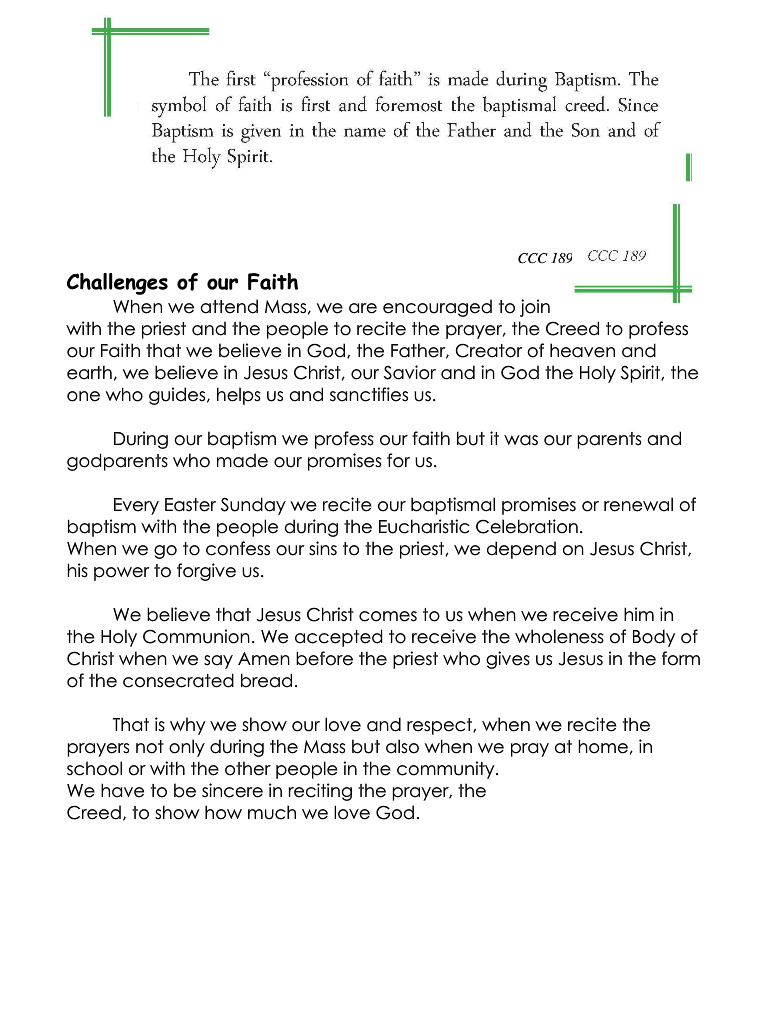 The first “profession of faith” is made during Baptism. The
symbol of faith is first and foremost the baptismal creed. Since
Baptism is given in the name of the Father and the Son and of
the Holy Spirit.
CCC 189 CCC 189
Challenges of our Faith
When we attend Mass, we are encouraged to join
with the priest and the people to recite the prayer, the Creed to profess
our Faith that we believe in God, the Father, Creator of heaven and
earth, we believe in Jesus Christ, our Savior and in God the Holy Spirit, the
one who guides, helps us and sanctifies us.
During our baptism we profess our faith but it was our parents and
godparents who made our promises for us.
Every Easter Sunday we recite our baptismal promises or renewal of
baptism with the people during the Eucharistic Celebration.
When we go to confess our sins to the priest, we depend on Jesus Christ,
his power to forgive us.
We believe that Jesus Christ comes to us when we receive him in
the Holy Communion. We accepted to receive the wholeness of Body of
Christ when we say Amen before the priest who gives us Jesus in the form
of the consecrated bread.
That is why we show our love and respect, when we recite the
prayers not only during the Mass but also when we pray at home, in
school or with the other people in the community.
We have to be sincere in reciting the prayer, the
Creed, to show how much we love God.